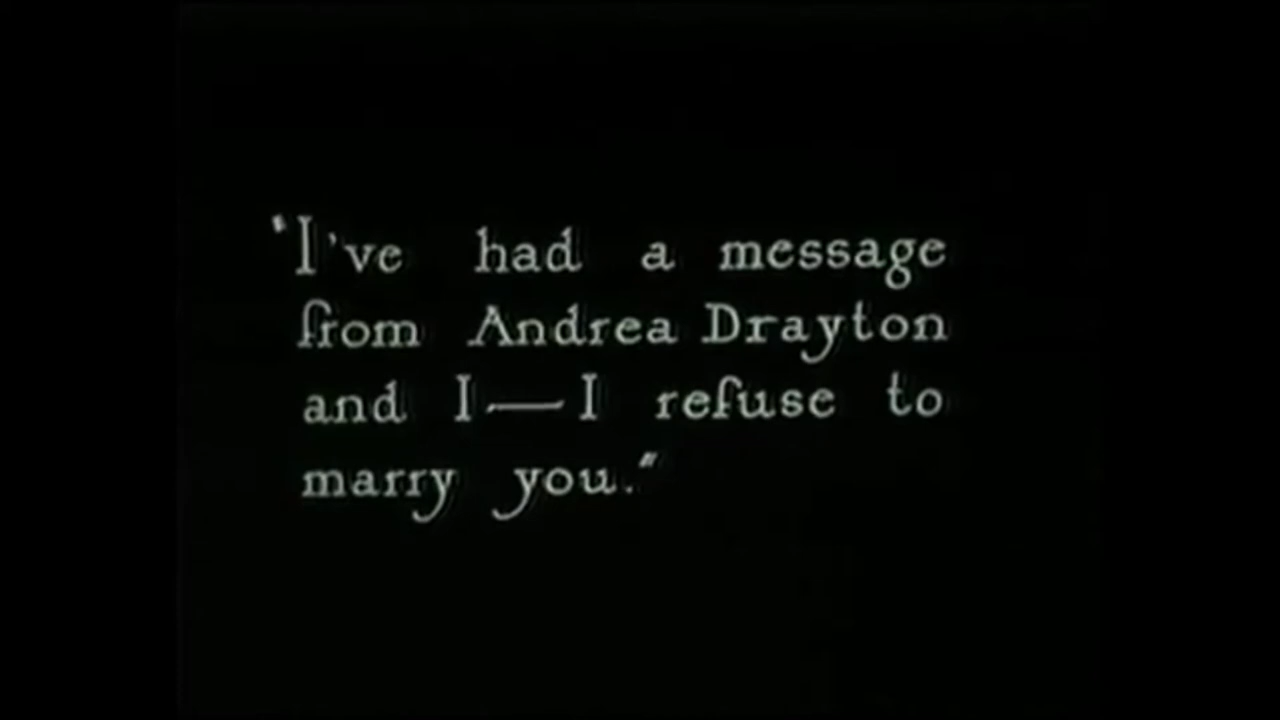 "I've had a message
from Andrea Drayton
and I—I refuse to
marry you."